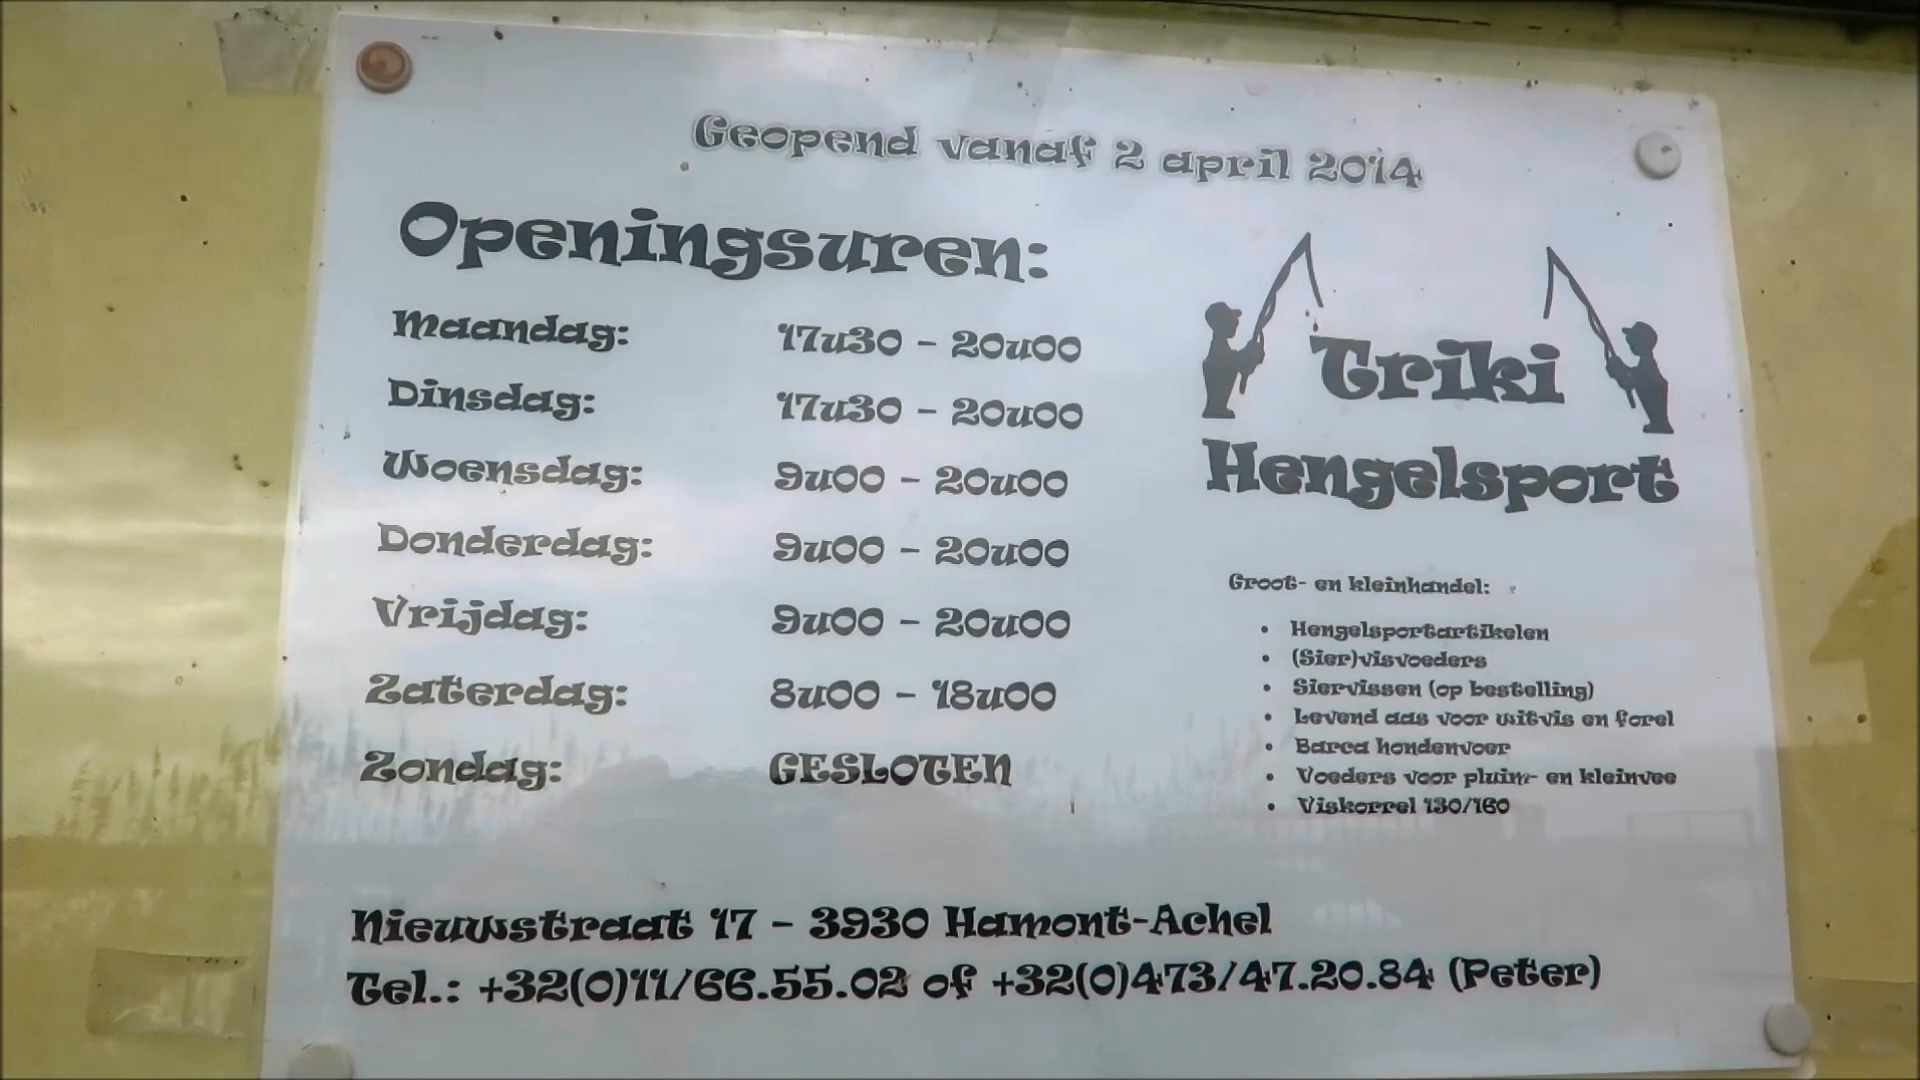 Geopend vanaf 2 april 2014
Openingsuren:
Maandag: 17u30 - 20u00
Dinsdag: 17u30 - 20u00
Woensdag: 9u00 - 20u00
Donderdag: 9u00 - 20u00
Vrijdag: 9u00 - 20u00
Zaterdag: 8u00 - 18u00
Zondag: GESLOTEN
Triki
Hengelsport
Groot- en kleinhandel:
• Hengelsportartikelen
• (Sier)visvoeders
• Siervissen (op bestelling)
• Levend aas voor witvis en forel
• Barca hondenvoer
• Voeders voor pluim- en kleinvee
• Viskorrel 130/160
Nieuwstraat 17 - 3930 Hamont-Achel
Tel.: +32(0)11/66.55.02 of +32(0)473/47.20.84 (Peter)